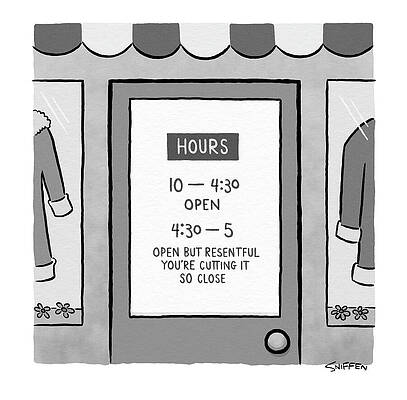 HOURS
10 — 4:30
OPEN
4:30 — 5
OPEN BUT RESENTFUL
YOU'RE CUTTING IT
SO CLOSE
SNIFFEN